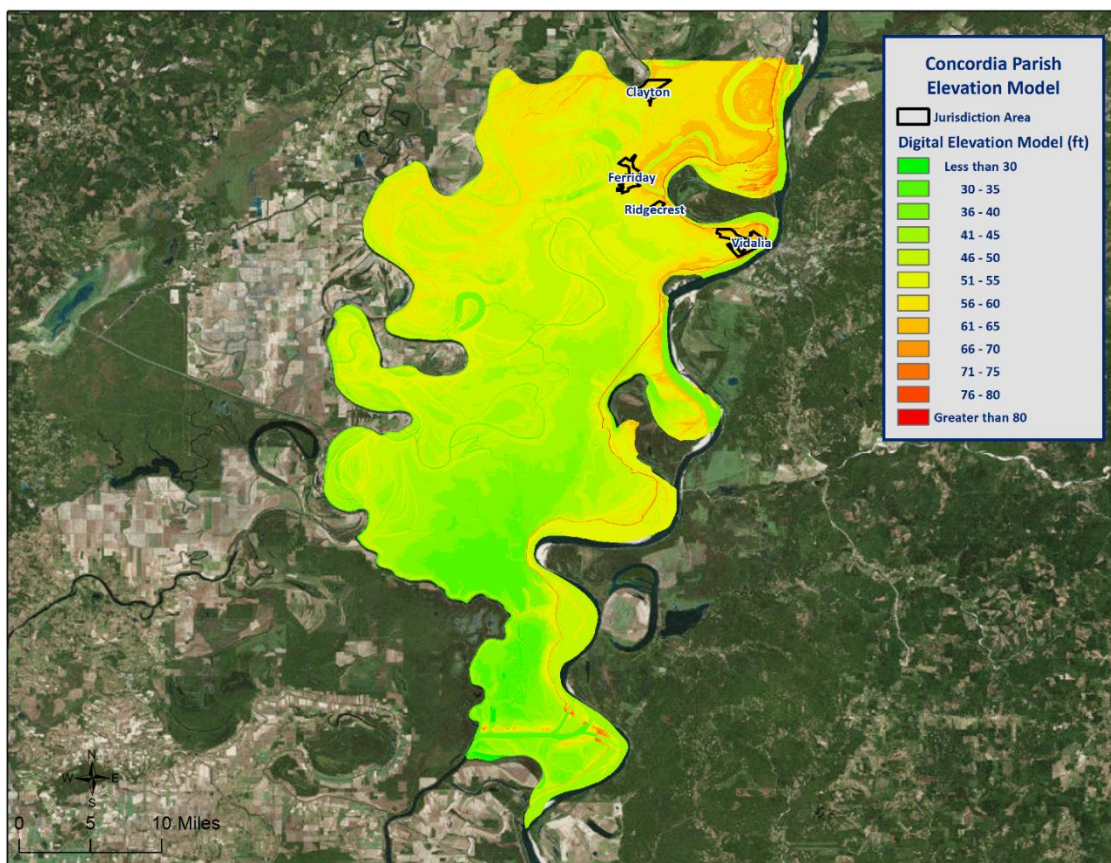 Concordia Parish
Elevation Model
Jurisdiction Area
Digital Elevation Model (ft)
Less than 30
30 - 35
36 - 40
41 - 45
46 - 50
51 - 55
56 - 60
61 - 65
66 - 70
71 - 75
76 - 80
Greater than 80
Clayton
Ferriday
Ridgecrest
Vidalia
N
W E
S
0 5 10 Miles